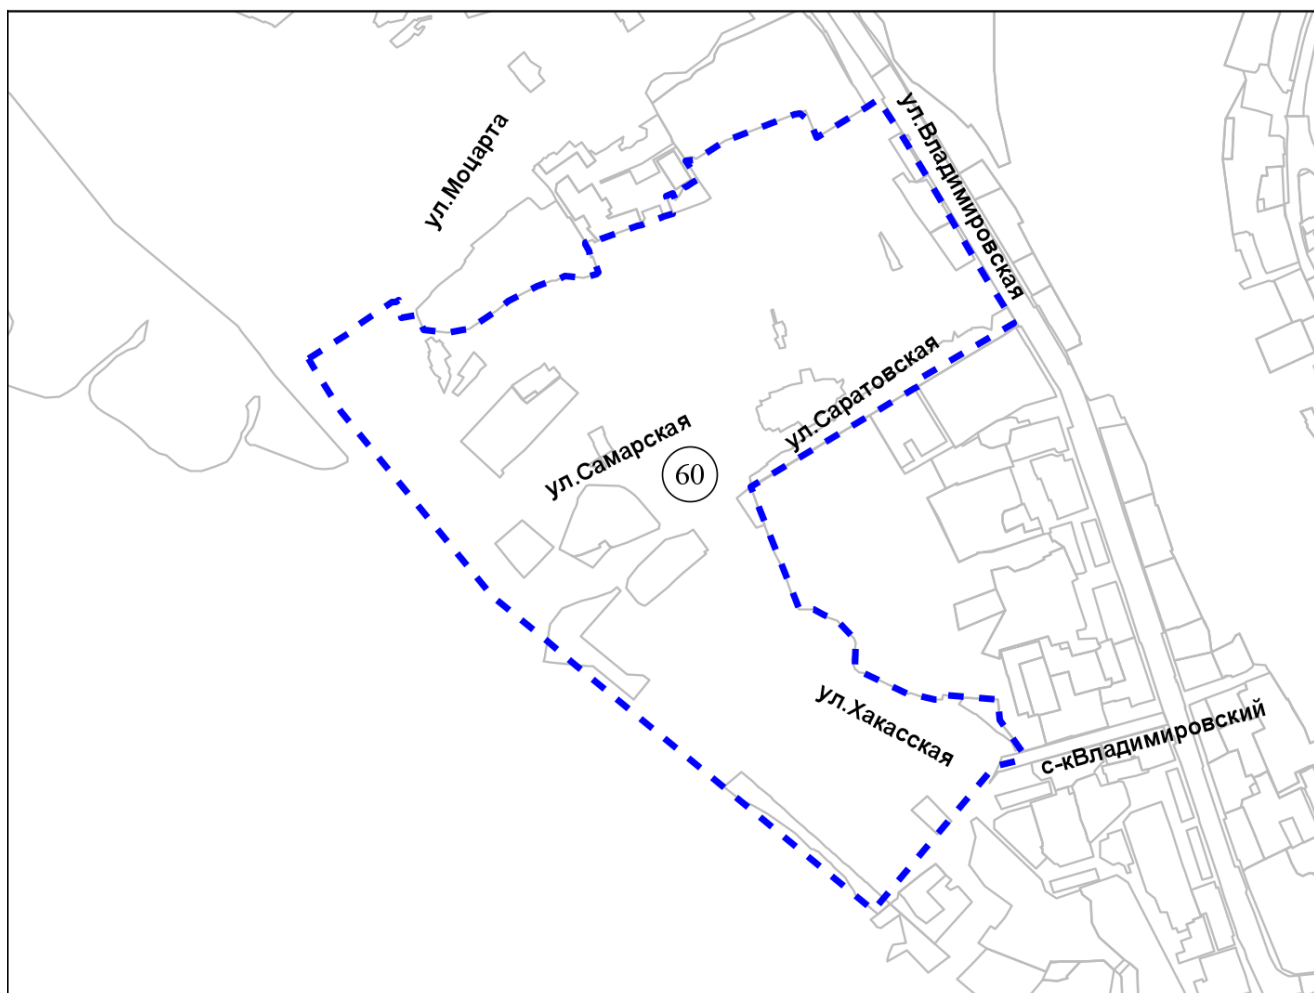 ул.Моцарта
ул.Владимировская
ул.Саратовская
ул.Самарская
60
ул.Хакасская
с-кВладимировский